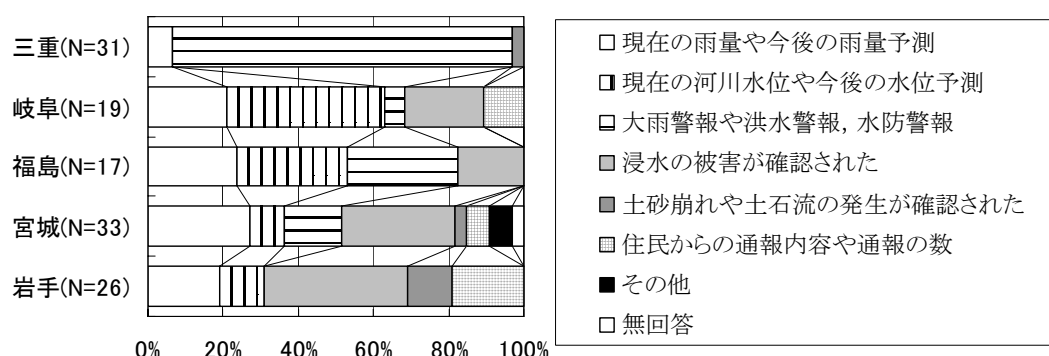 三重(N=31)
岐阜(N=19)
福島(N=17)
宮城(N=33)
岩手(N=26)
0% 20% 40% 60% 80% 100%
現在の雨量や今後の雨量予測
現在の河川水位や今後の水位予測
大雨警報や洪水警報，水防警報
浸水の被害が確認された
土砂崩れや土石流の発生が確認された
住民からの通報内容や通報の数
その他
無回答